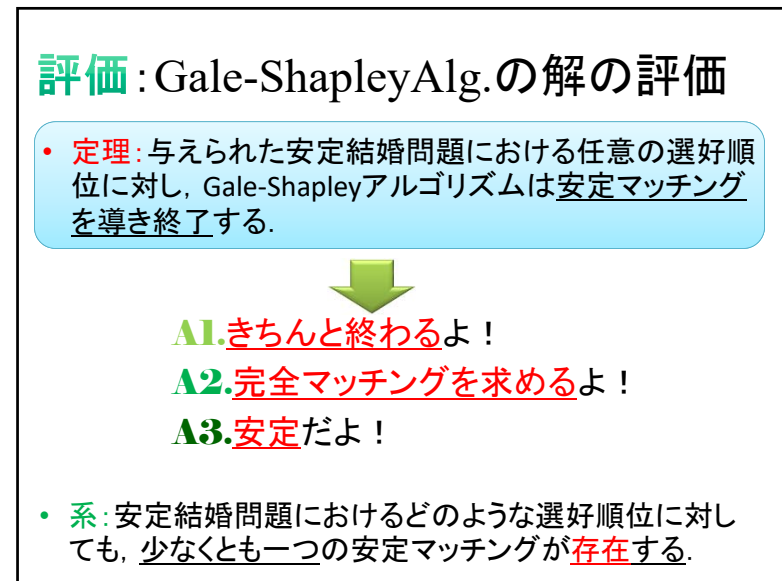 評価:Gale-ShapleyAlg.の解の評価
• 定理:与えられた安定結婚問題における任意の選好順
位に対し，Gale-Shapleyアルゴリズムは安定マッチング
を導き終了する．
A1.きちんと終わるよ！
A2.完全マッチングを求めるよ！
A3.安定だよ！
• 系:安定結婚問題におけるどのような選好順位に対し
ても，少なくとも一つの安定マッチングが存在する．